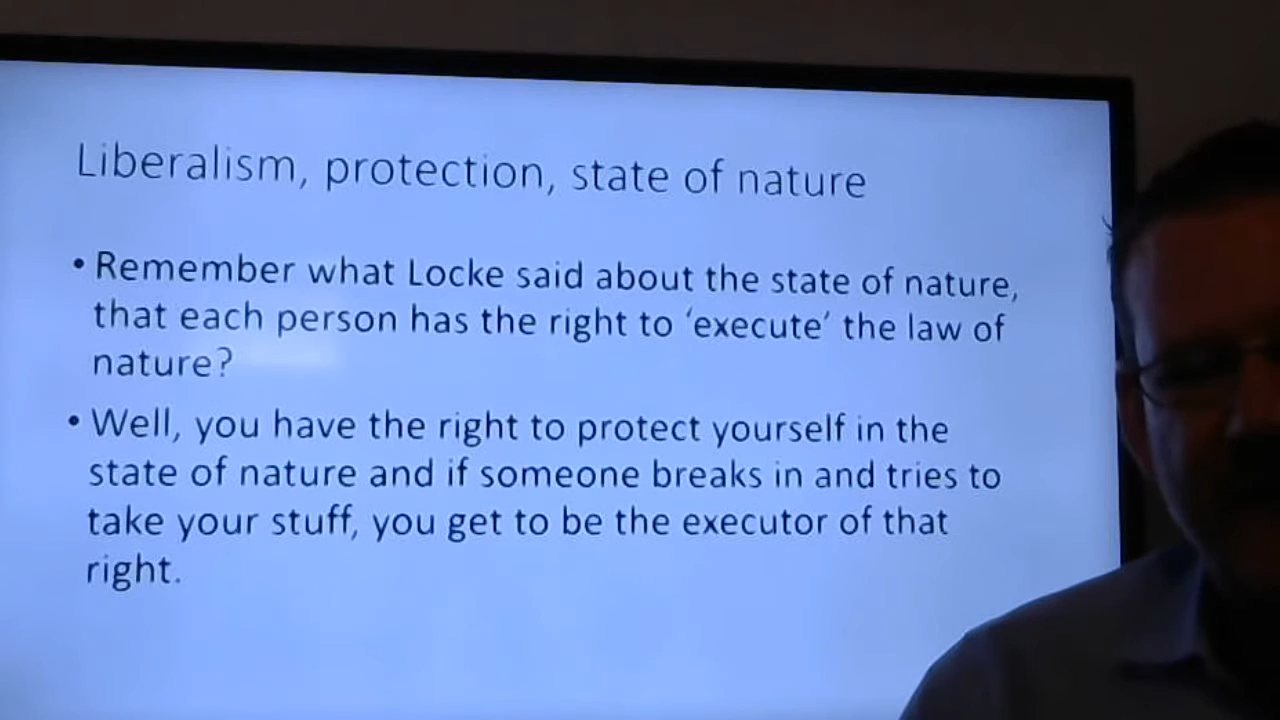 Liberalism, protection, state of nature
• Remember what Locke said about the state of nature,
that each person has the right to ‘execute’ the law of
nature?
• Well, you have the right to protect yourself in the
state of nature and if someone breaks in and tries to
take your stuff, you get to be the executor of that
right.